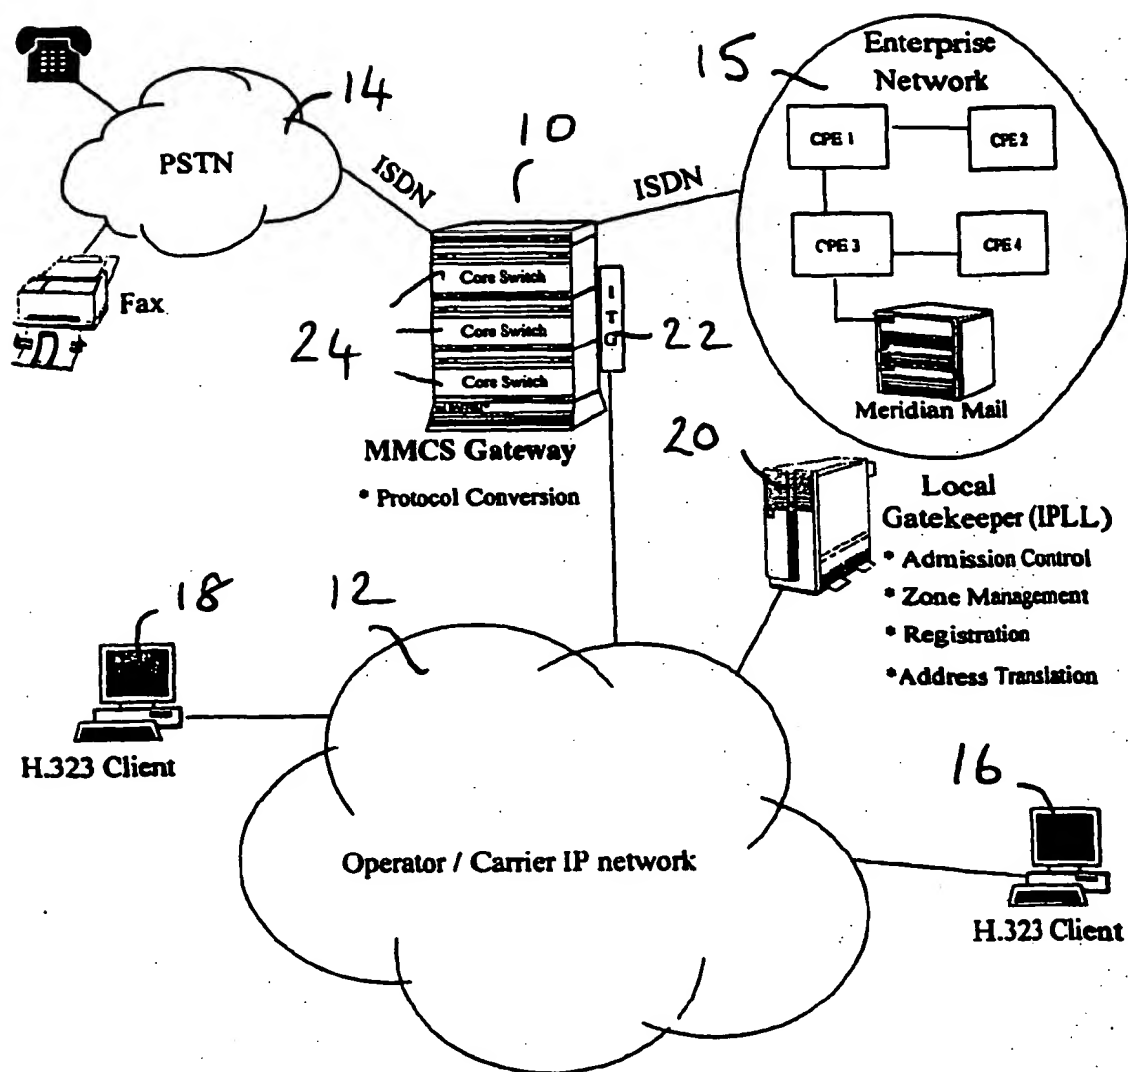 14
PSTN
Fax
ISDN
10
ISDN
15
Enterprise
Network
CPE 1
CPE 2
CPE 3
CPE 4
Meridian Mail
Core Switch
Core Switch
Core Switch
24
I
T
G
22
MMCS Gateway
* Protocol Conversion
20
Local
Gatekeeper (IPLL)
* Admission Control
* Zone Management
* Registration
*Address Translation
18
H.323 Client
12
Operator / Carrier IP network
16
H.323 Client